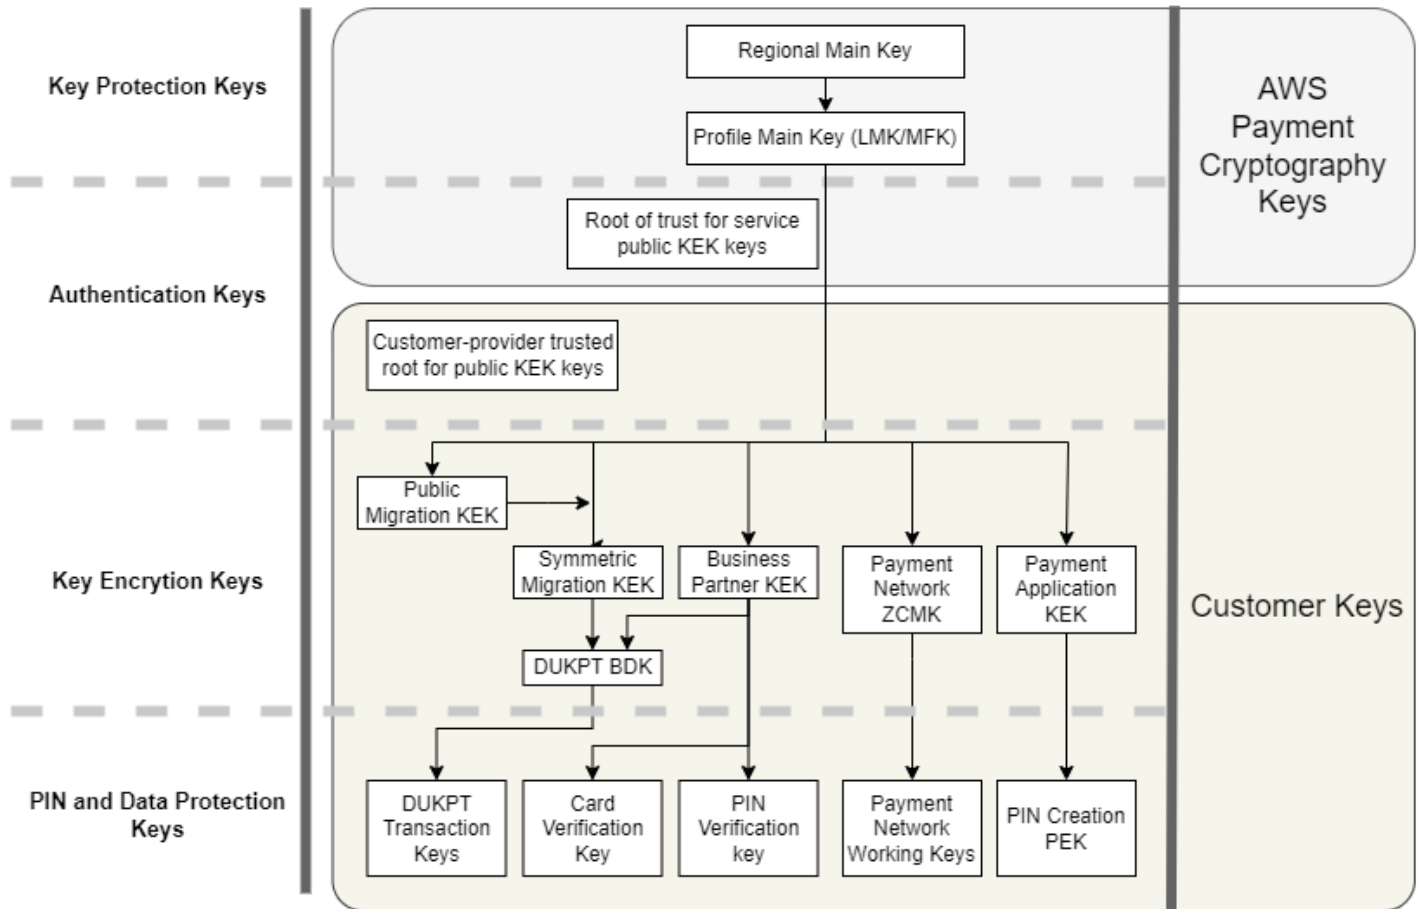 Key Protection Keys
Regional Main Key
Profile Main Key (LMK/MFK)
AWS
Payment
Cryptography
Keys
Authentication Keys
Root of trust for service
public KEK keys
Customer-provider trusted
root for public KEK keys
Key Encrytion Keys
Public
Migration KEK
Symmetric
Migration KEK
Business
Partner KEK
Payment
Network
ZCMK
Payment
Application
KEK
DUKPT BDK
Customer Keys
PIN and Data Protection
Keys
DUKPT
Transaction
Keys
Card
Verification
Key
PIN
Verification
key
Payment
Network
Working Keys
PIN Creation
PEK